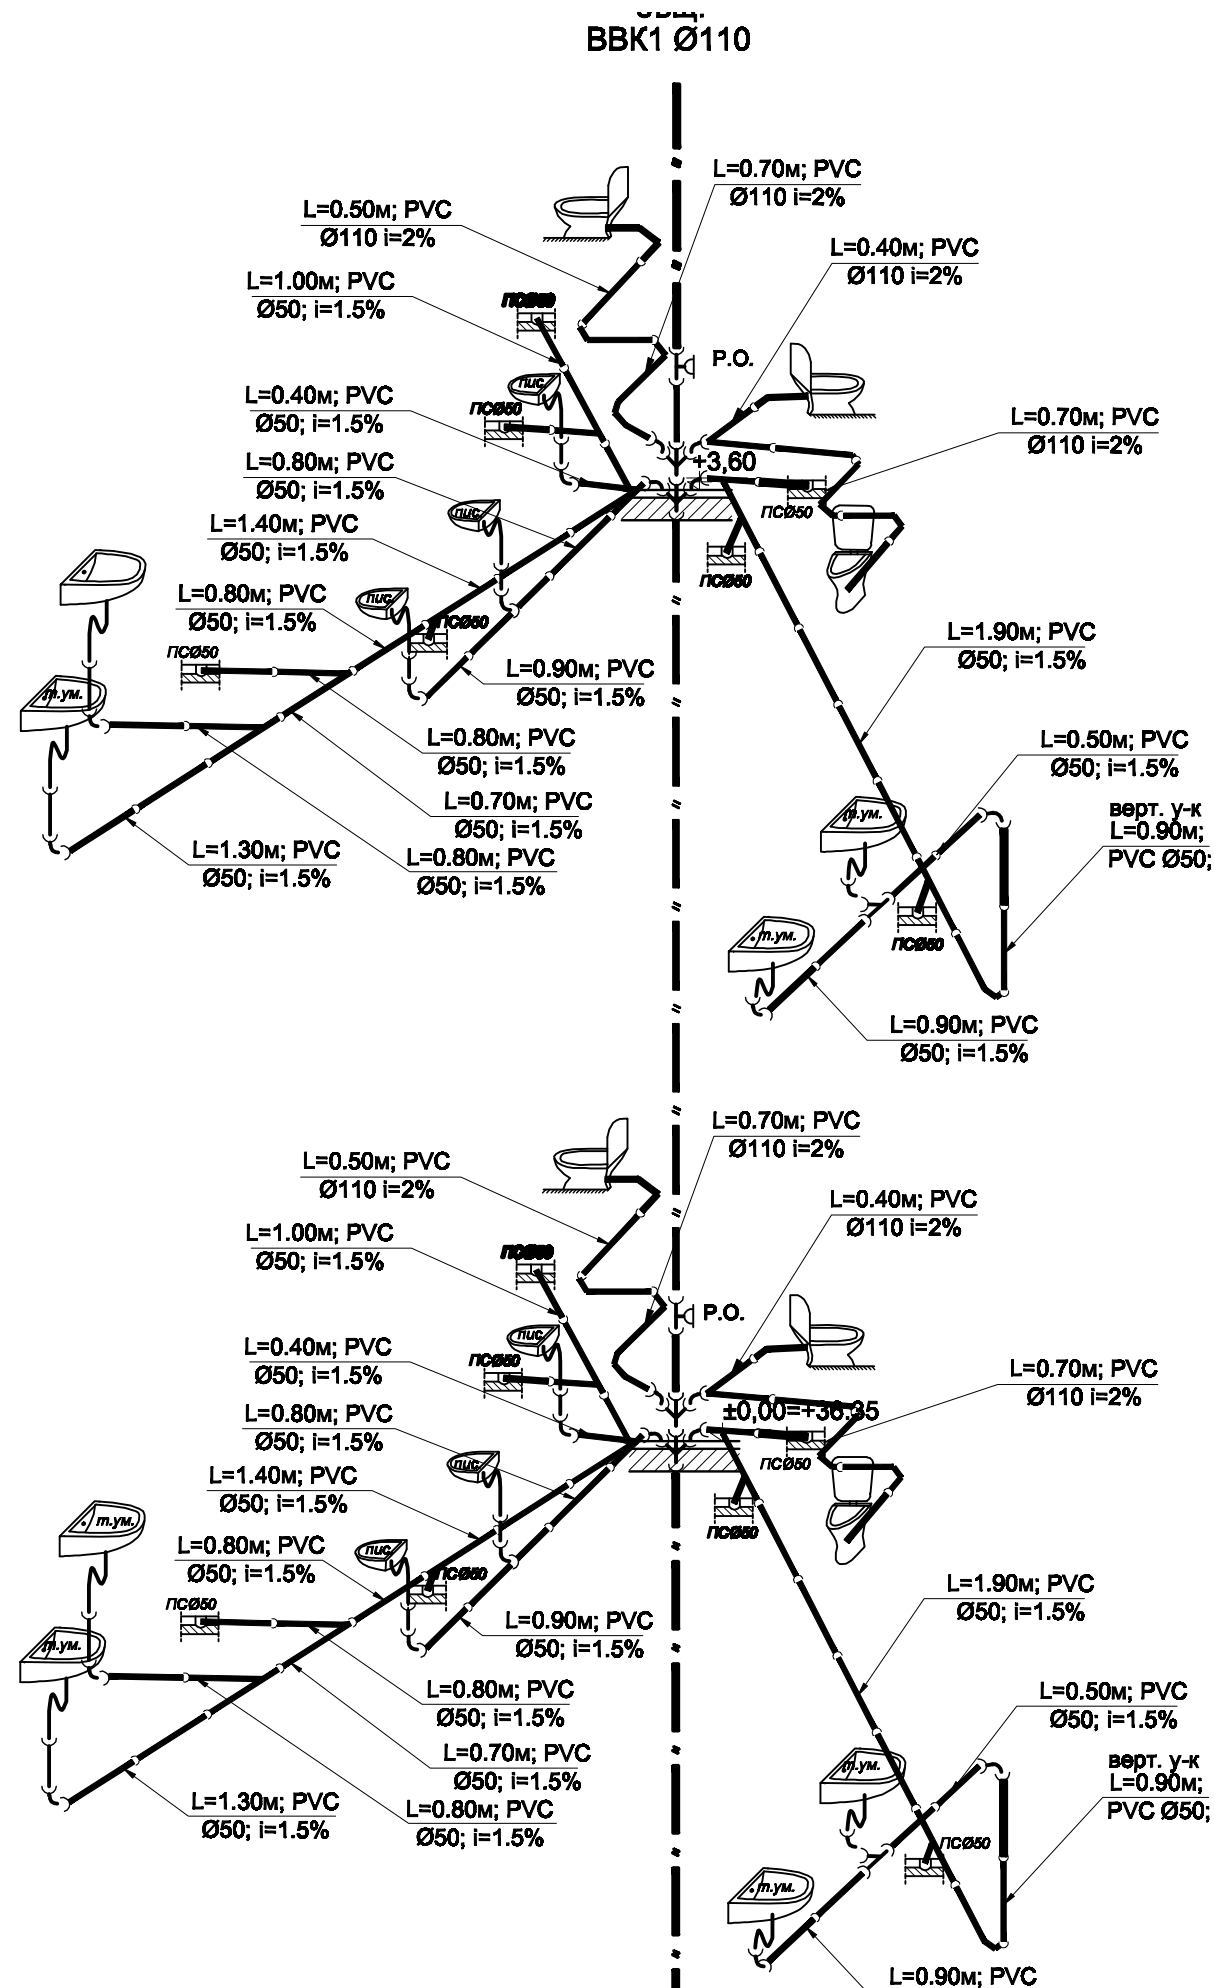 ВВК1 Ø110
L=0.70м; PVC
Ø110 i=2%
L=0.50м; PVC
Ø110 i=2%
L=0.40м; PVC
Ø110 i=2%
L=1.00м; PVC
Ø50; i=1.5%
ПСØ50
Р.О.
пис.
L=0.40м; PVC
Ø50; i=1.5%
ПСØ50
L=0.70м; PVC
Ø110 i=2%
L=0.80м; PVC
Ø50; i=1.5%
+3,60
ПСØ50
пис.
L=1.40м; PVC
Ø50; i=1.5%
ПСØ50
L=0.80м; PVC
Ø50; i=1.5%
пис.
ПСØ50
ПСØ50
L=1.90м; PVC
Ø50; i=1.5%
L=0.90м; PVC
Ø50; i=1.5%
т.ум.
L=0.80м; PVC
Ø50; i=1.5%
L=0.50м; PVC
Ø50; i=1.5%
L=0.70м; PVC
Ø50; i=1.5%
т.ум.
верт. у-к
L=0.90м;
PVC Ø50;
L=1.30м; PVC
Ø50; i=1.5%
L=0.80м; PVC
Ø50; i=1.5%
т.ум.
ПСØ50
L=0.90м; PVC
Ø50; i=1.5%
L=0.70м; PVC
Ø110 i=2%
L=0.50м; PVC
Ø110 i=2%
L=0.40м; PVC
Ø110 i=2%
L=1.00м; PVC
Ø50; i=1.5%
ПСØ50
Р.О.
пис.
L=0.40м; PVC
Ø50; i=1.5%
ПСØ50
L=0.70м; PVC
Ø110 i=2%
L=0.80м; PVC
Ø50; i=1.5%
±0,00=+36.35
ПСØ50
пис.
L=1.40м; PVC
Ø50; i=1.5%
т.ум.
ПСØ50
L=0.80м; PVC
Ø50; i=1.5%
пис.
ПСØ50
ПСØ50
L=1.90м; PVC
Ø50; i=1.5%
L=0.90м; PVC
Ø50; i=1.5%
т.ум.
L=0.80м; PVC
Ø50; i=1.5%
L=0.50м; PVC
Ø50; i=1.5%
L=0.70м; PVC
Ø50; i=1.5%
т.ум.
верт. у-к
L=0.90м;
PVC Ø50;
L=1.30м; PVC
Ø50; i=1.5%
L=0.80м; PVC
Ø50; i=1.5%
ПСØ50
т.ум.
L=0.90м; PVC